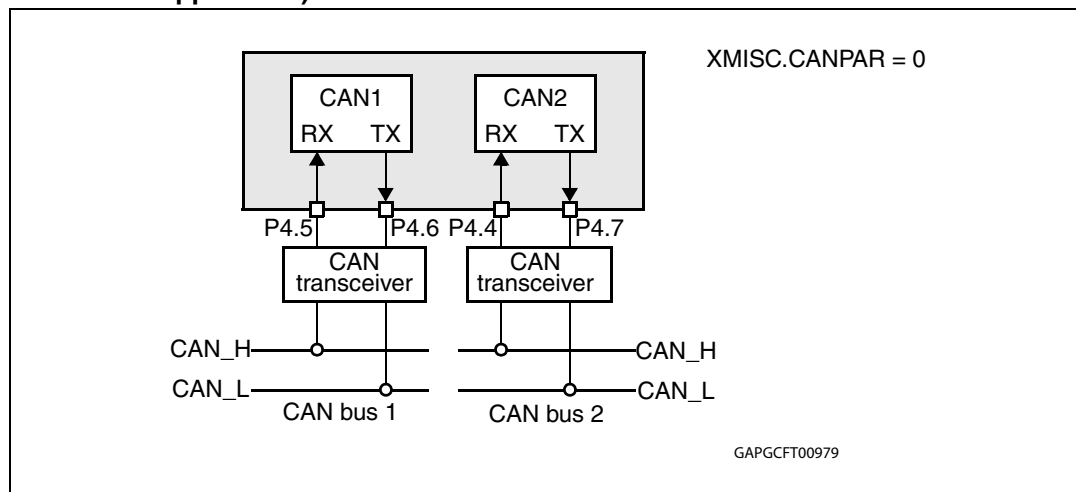 XMISC.CANPAR = 0
CAN1 CAN2
RX TX RX TX
P4.5 P4.6 P4.4 P4.7
CAN transceiver
CAN transceiver
CAN_H CAN_H
CAN_L CAN_L
CAN bus 1 CAN bus 2
GAPGCFT00979